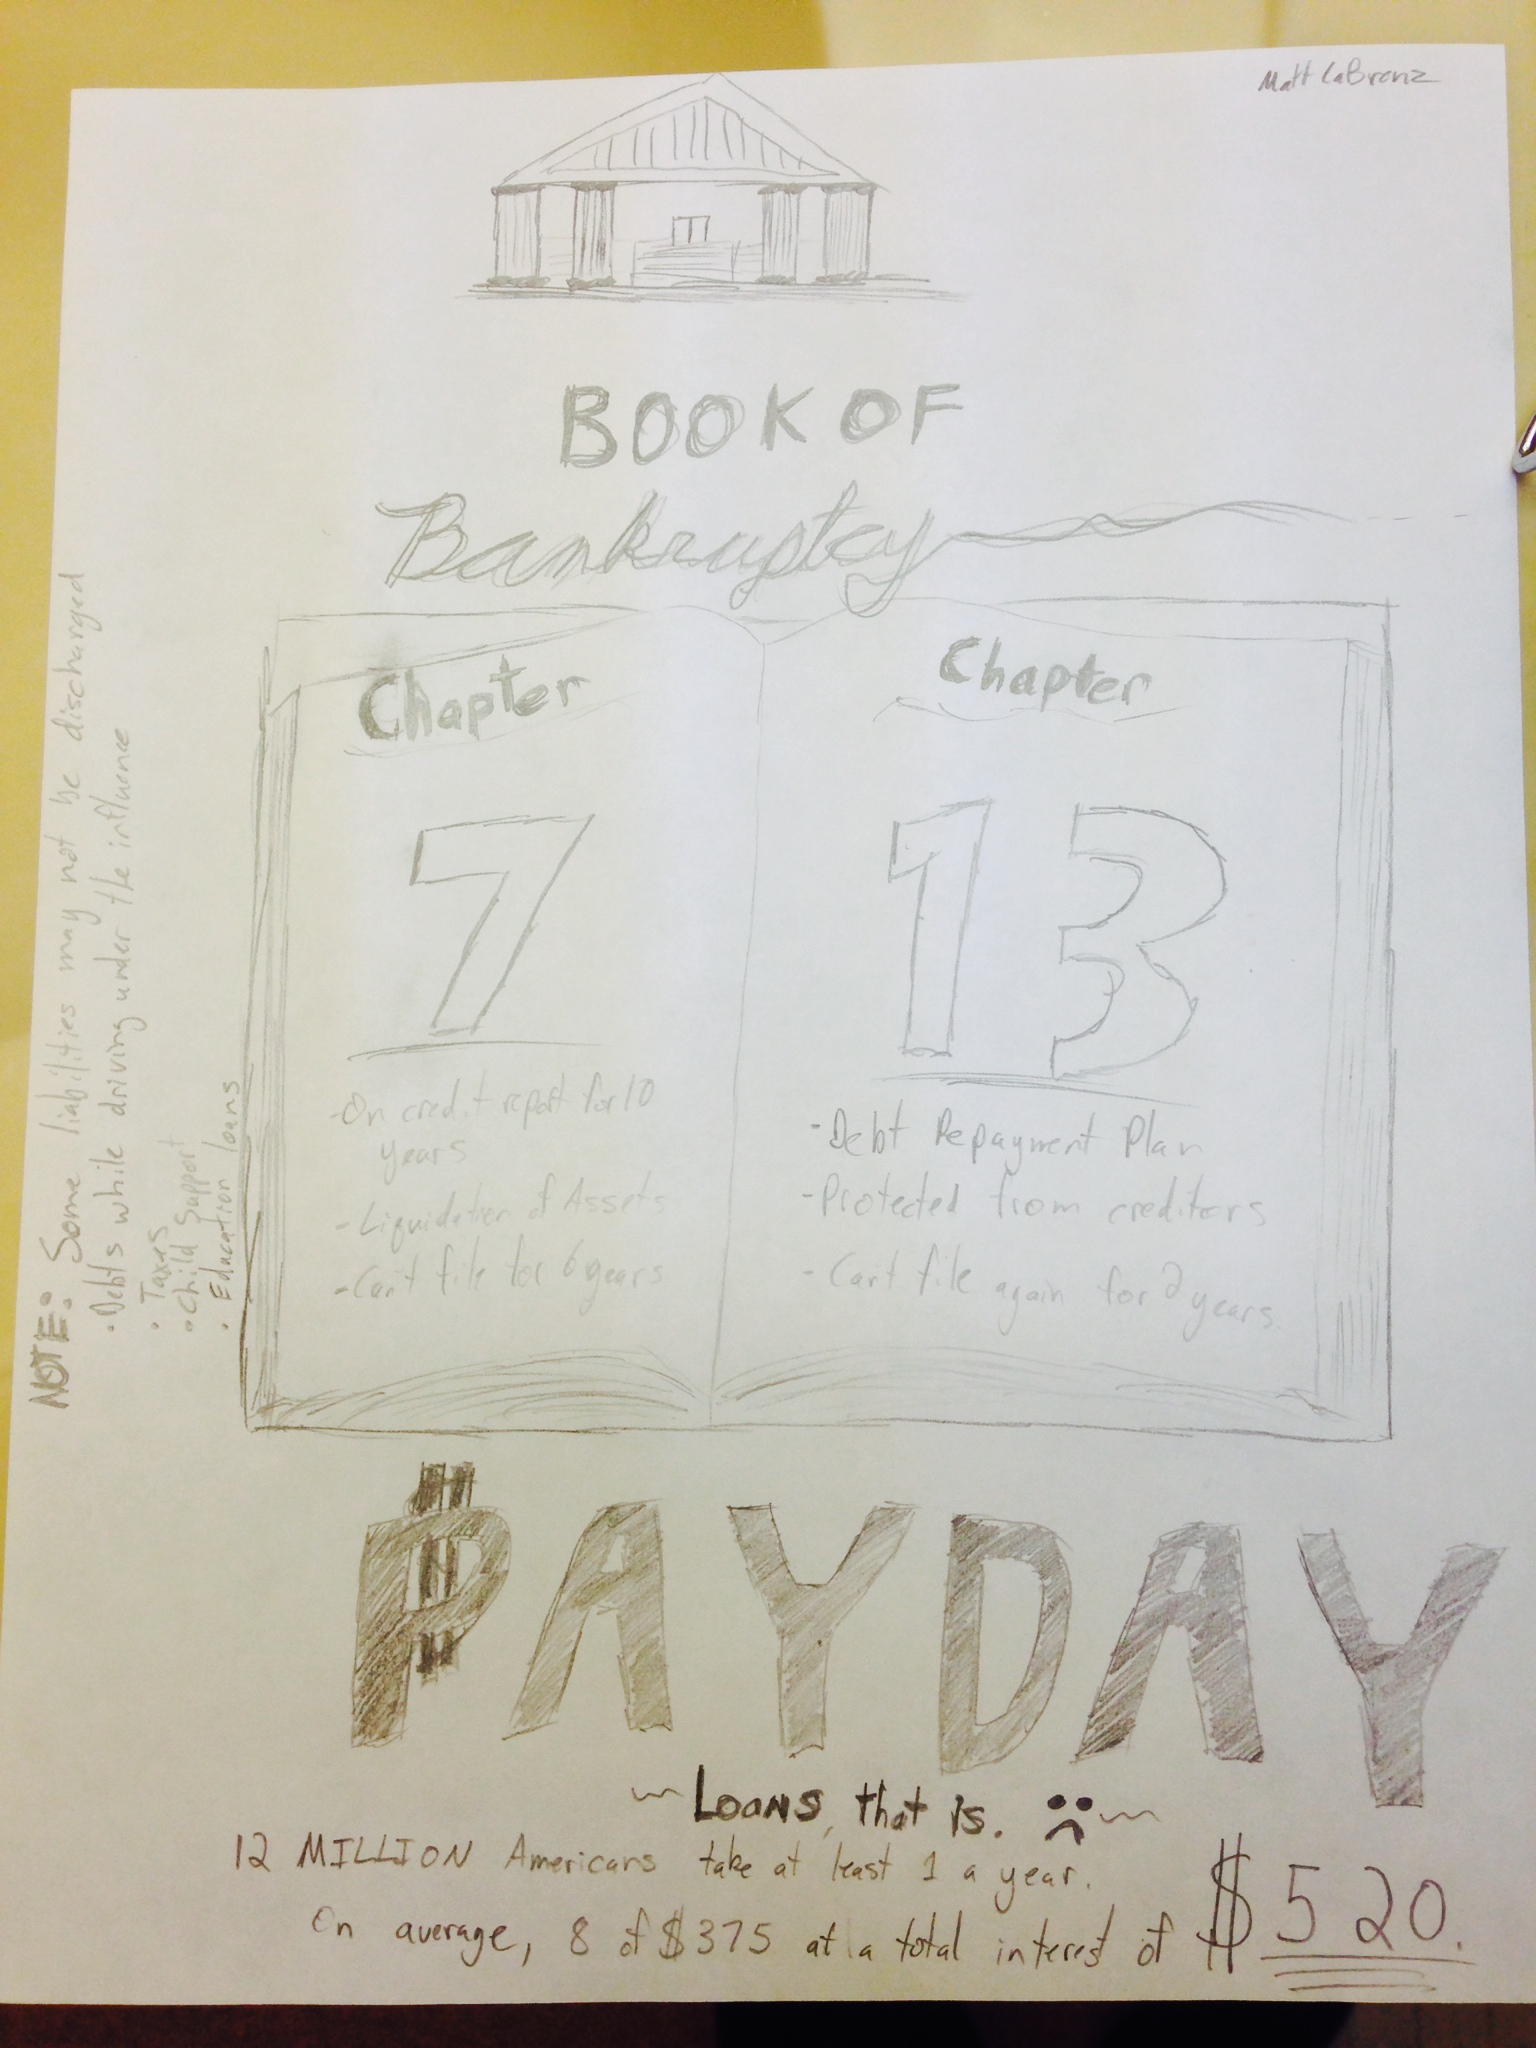 Matt LaBronz
BOOK OF
Bankruptcy
Chapter
7
-On credit report for 10
years
-Liquidation of Assets
-Can't file for 6 years
Chapter
13
-Debt Repayment Plan
-Protected from creditors
-Can't file again for 2 years.
NOTE: Some liabilities may not be discharged
• Debts while driving under the influence
• Taxes
• Child Support
• Education loans
PAYDAY
~Loans, that is. :( ~
12 MILLION Americans take at least 1 a year.
On average, 8 of $375 at a total interest of $520.